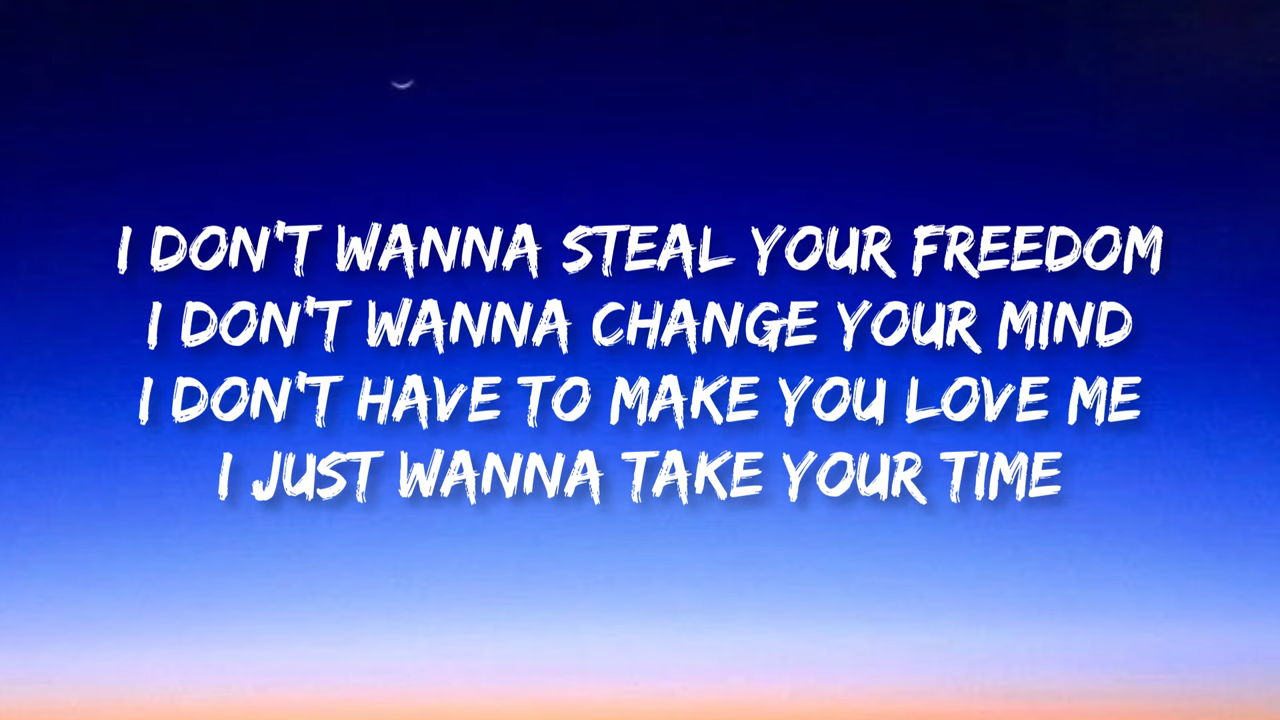 I DON'T WANNA STEAL YOUR FREEDOM
I DON'T WANNA CHANGE YOUR MIND
I DON'T HAVE TO MAKE YOU LOVE ME
I JUST WANNA TAKE YOUR TIME